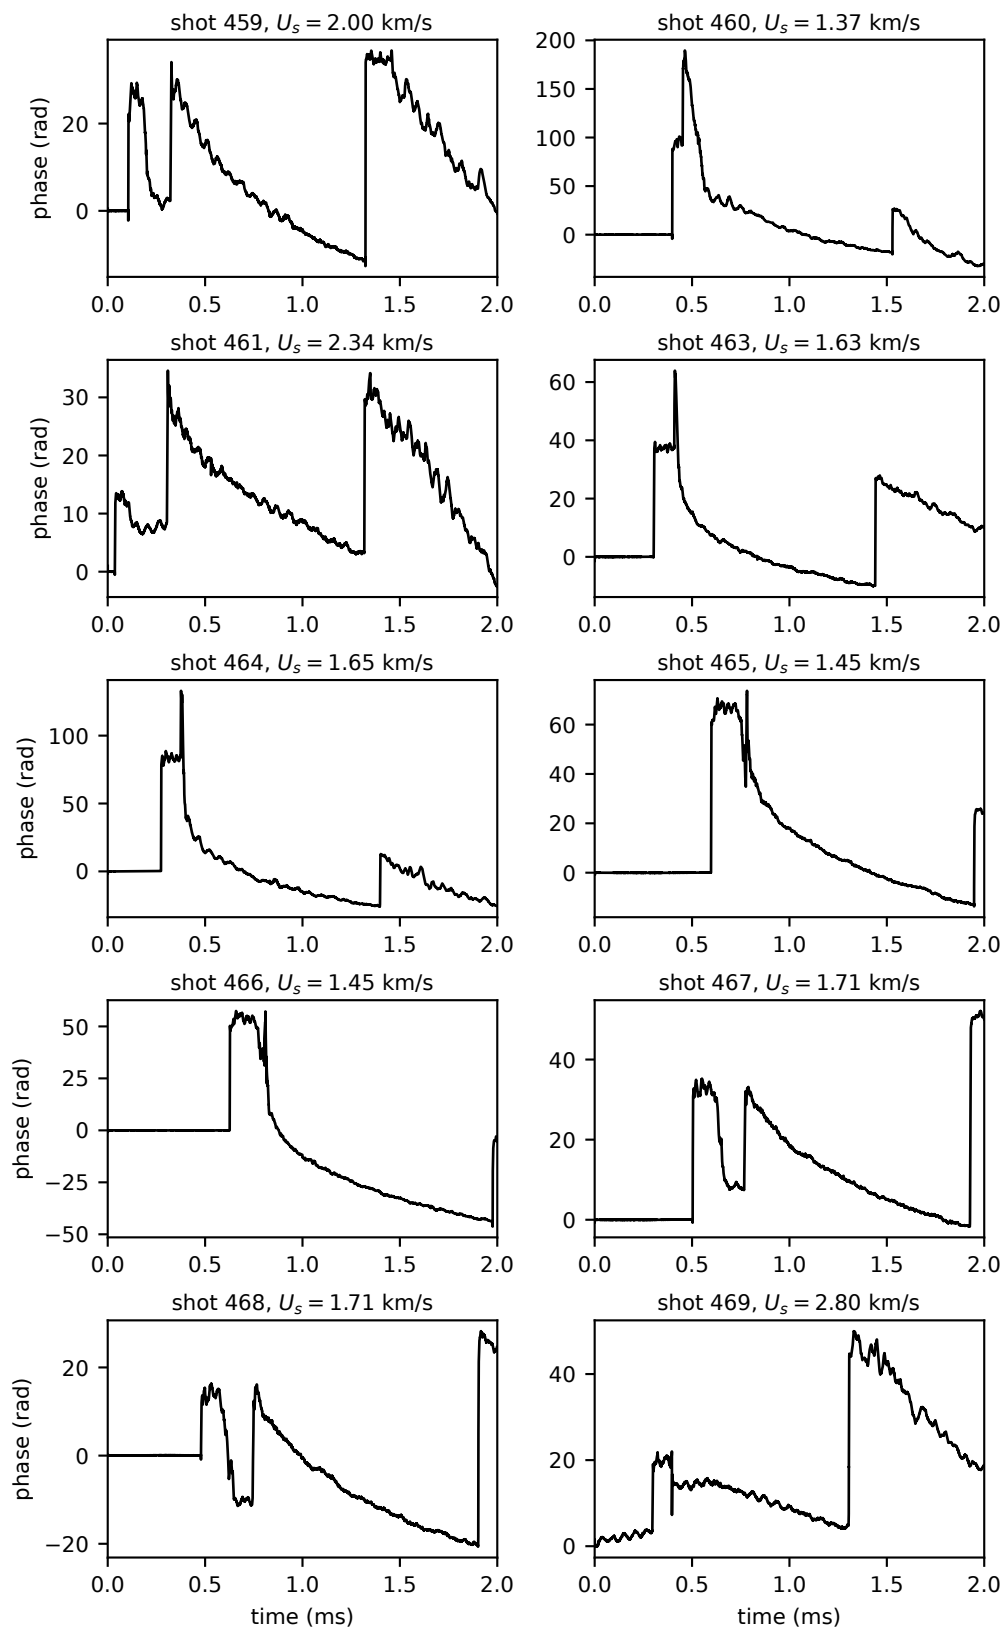 shot 459, U_s = 2.00 km/s
phase (rad)
20
0
0.0 0.5 1.0 1.5 2.0
shot 460, U_s = 1.37 km/s
200
150
100
50
0
0.0 0.5 1.0 1.5 2.0
shot 461, U_s = 2.34 km/s
phase (rad)
30
20
10
0
0.0 0.5 1.0 1.5 2.0
shot 463, U_s = 1.63 km/s
60
40
20
0
0.0 0.5 1.0 1.5 2.0
shot 464, U_s = 1.65 km/s
phase (rad)
100
50
0
0.0 0.5 1.0 1.5 2.0
shot 465, U_s = 1.45 km/s
60
40
20
0
0.0 0.5 1.0 1.5 2.0
shot 466, U_s = 1.45 km/s
phase (rad)
50
25
0
−25
−50
0.0 0.5 1.0 1.5 2.0
shot 467, U_s = 1.71 km/s
40
20
0
0.0 0.5 1.0 1.5 2.0
shot 468, U_s = 1.71 km/s
phase (rad)
20
0
−20
0.0 0.5 1.0 1.5 2.0
time (ms)
shot 469, U_s = 2.80 km/s
40
20
0
0.0 0.5 1.0 1.5 2.0
time (ms)